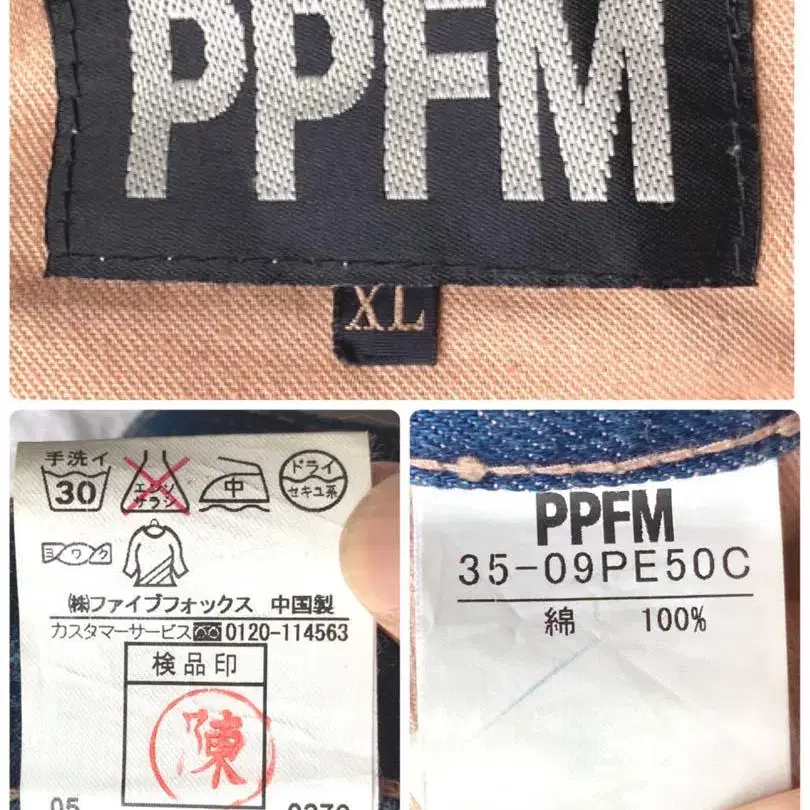 PPFM
XL
手洗イ
30
エンソ
サラシ
中
ドライ
セキユ系
ヨワク
㈱ファイブフォックス 中国製
カスタマーサービス 0120-114563
検品印
陳
05
PPFM
35-09PE50C
綿 100%